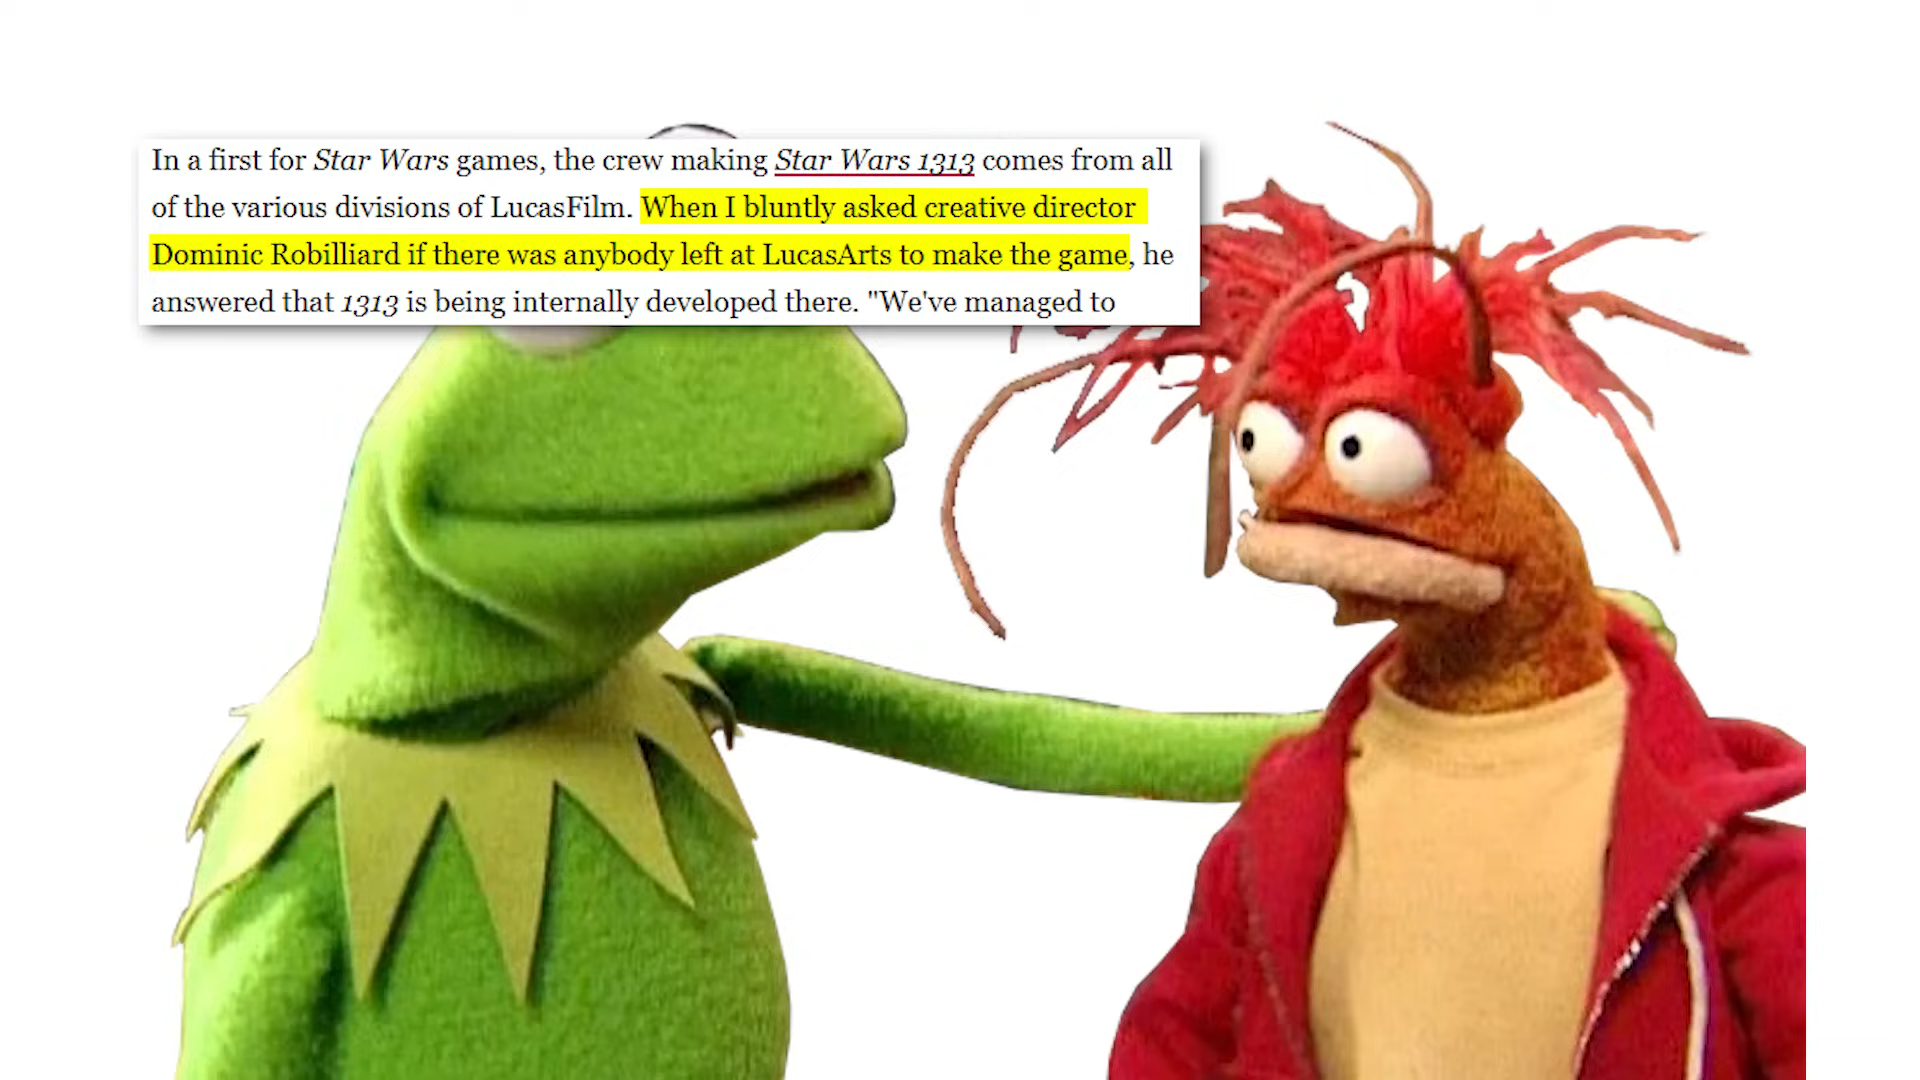 In a first for Star Wars games, the crew making Star Wars 1313 comes from all
of the various divisions of LucasFilm. When I bluntly asked creative director
Dominic Robilliard if there was anybody left at LucasArts to make the game, he
answered that 1313 is being internally developed there. "We've managed to